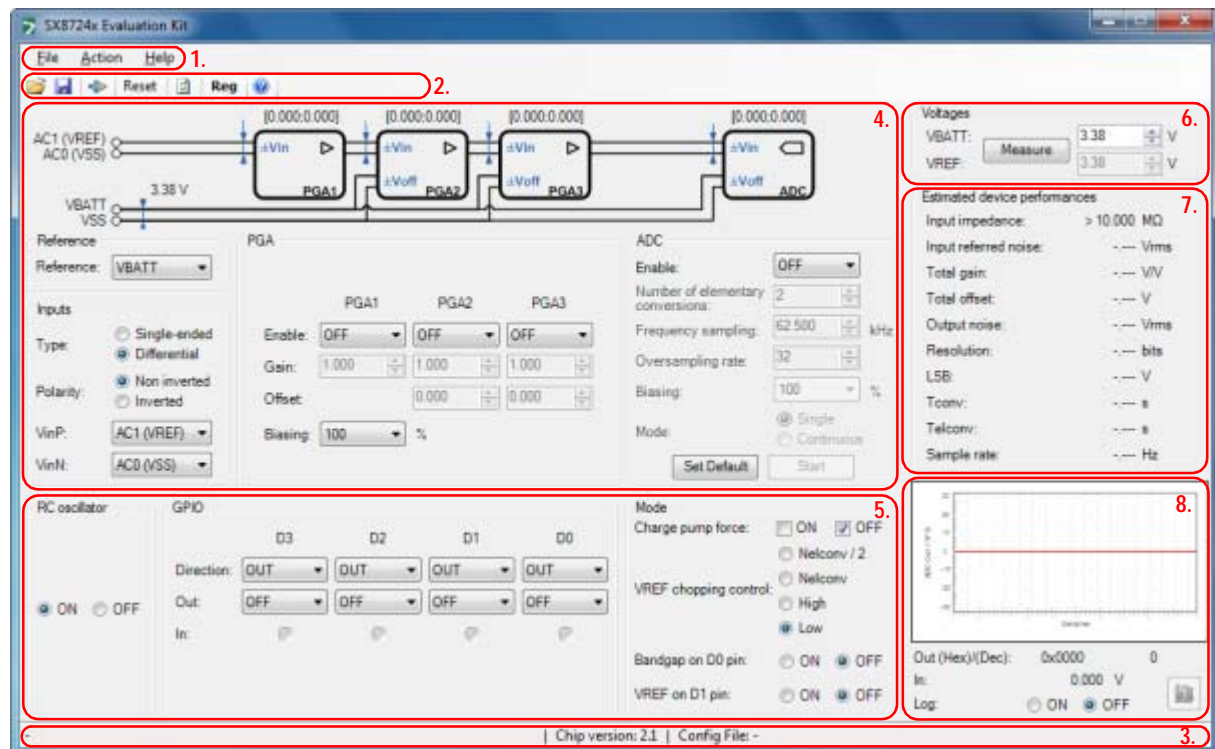 SX8724x Evaluation Kit
File Action Help 1.
Reset Reg 2.
[0.000:0.000] [0.000:0.000] [0.000:0.000] [0.000:0.000] 4.
AC1 (VREF)
AC0 (VSS)
±Vin ±Vin ±Vin ±Vin
±Voff ±Voff ±Voff
PGA1 PGA2 PGA3 ADC
3.38 V
VBATT
VSS
Reference
Reference: VBATT
Inputs
Type: Single-ended
Differential
Polarity: Non inverted
Inverted
VinP: AC1 (VREF)
VinN: AC0 (VSS)
PGA
PGA1 PGA2 PGA3
Enable: OFF OFF OFF
Gain: 1.000 1.000 1.000
Offset: 0.000 0.000
Biasing: 100 %
ADC
Enable: OFF
Number of elementary conversions: 2
Frequency sampling: 62.500 kHz
Oversampling rate: 32
Biasing: 100 %
Mode: Single
Continuous
Set Default Start
Voltages 6.
VBATT: Measure 3.38 V
VREF: 3.38 V
Estimated device performances 7.
Input impedance: > 10.000 MΩ
Input referred noise: -.--- Vrms
Total gain: -.--- V/V
Total offset: -.--- V
Output noise: -.--- Vrms
Resolution: -.--- bits
LSB: -.--- V
Tconv: -.--- s
Telconv: -.--- s
Sample rate: -.--- Hz
RC oscillator
ON OFF
GPIO
D3 D2 D1 D0
Direction: OUT OUT OUT OUT
Out: OFF OFF OFF OFF
In:
Mode 5.
Charge pump force: ON OFF
VREF chopping control: Nelconv / 2
Nelconv
High
Low
Bandgap on D0 pin: ON OFF
VREF on D1 pin: ON OFF
8.
Out (Hex)/(Dec): 0x0000 0
In: 0.000 V
Log: ON OFF
- | Chip version: 2.1 | Config File: - 3.